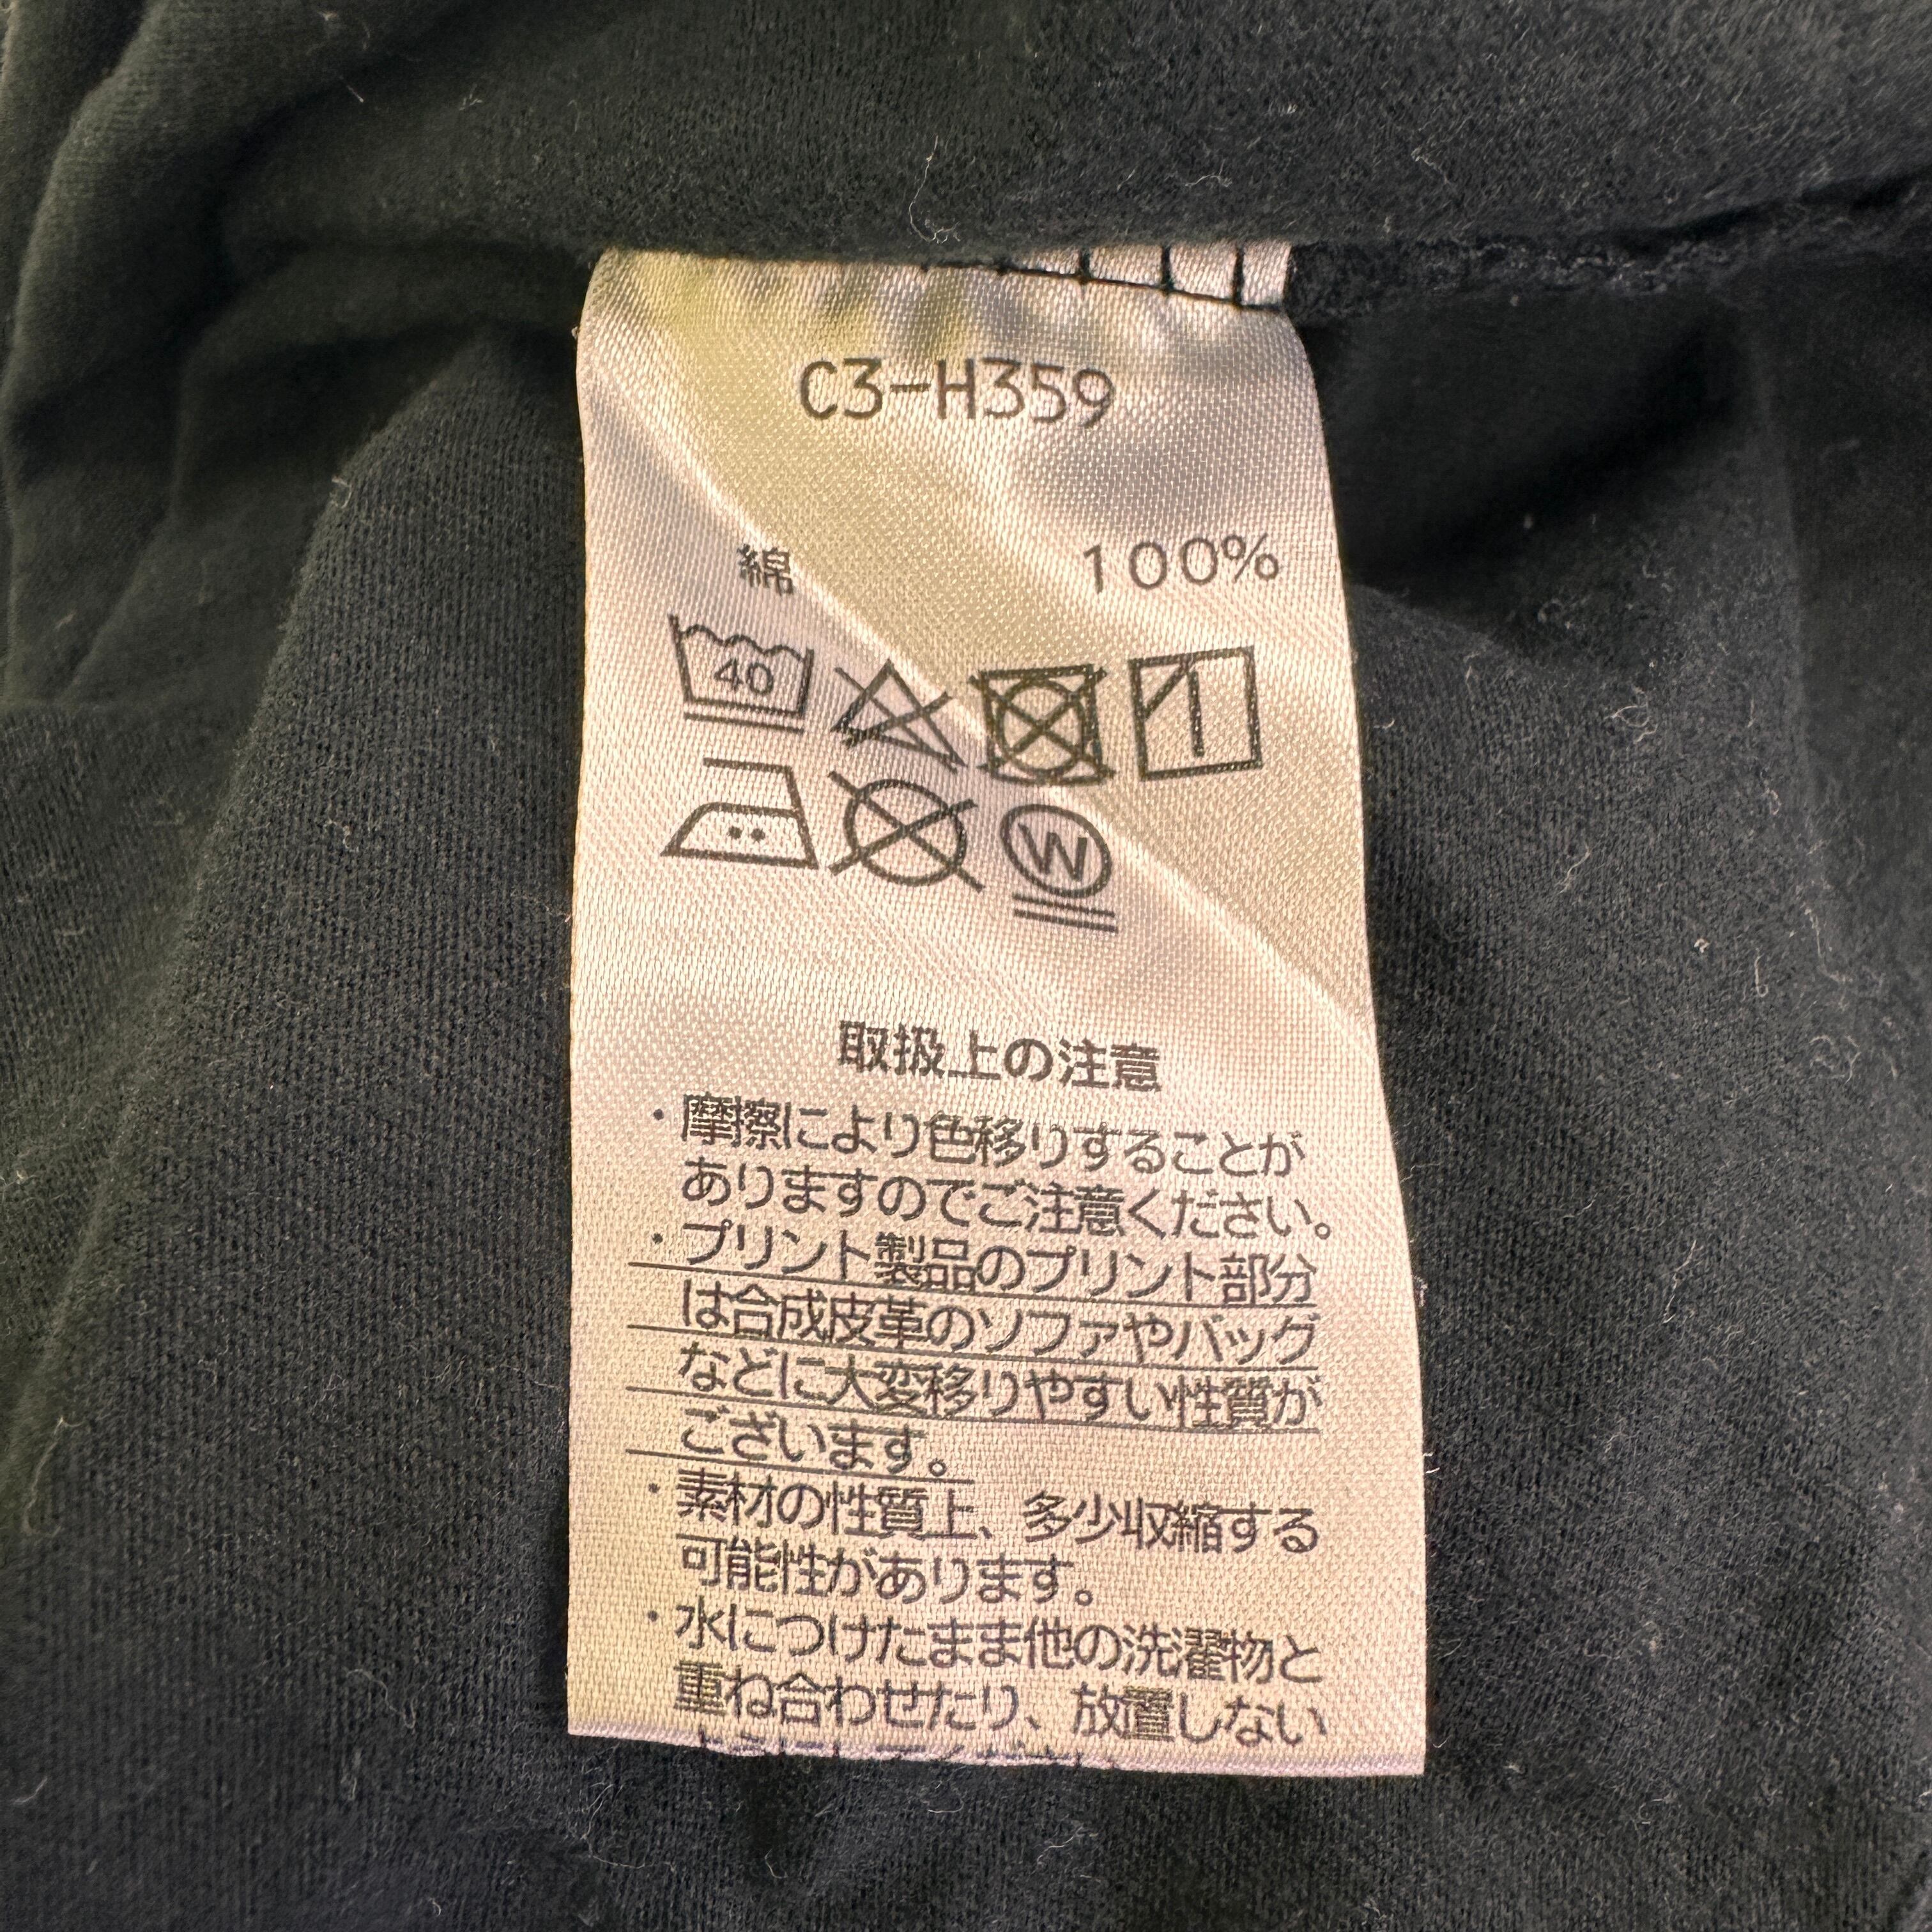 C3-H359
綿 100%
40
W
取扱上の注意
・摩擦により色移りすることが
ありますのでご注意ください。
・プリント製品のプリント部分
は合成皮革のソファやバッグ
などに大変移りやすい性質が
ございます。
・素材の性質上、多少収縮する
可能性があります。
・水につけたまま他の洗濯物と
重ね合わせたり、放置しない